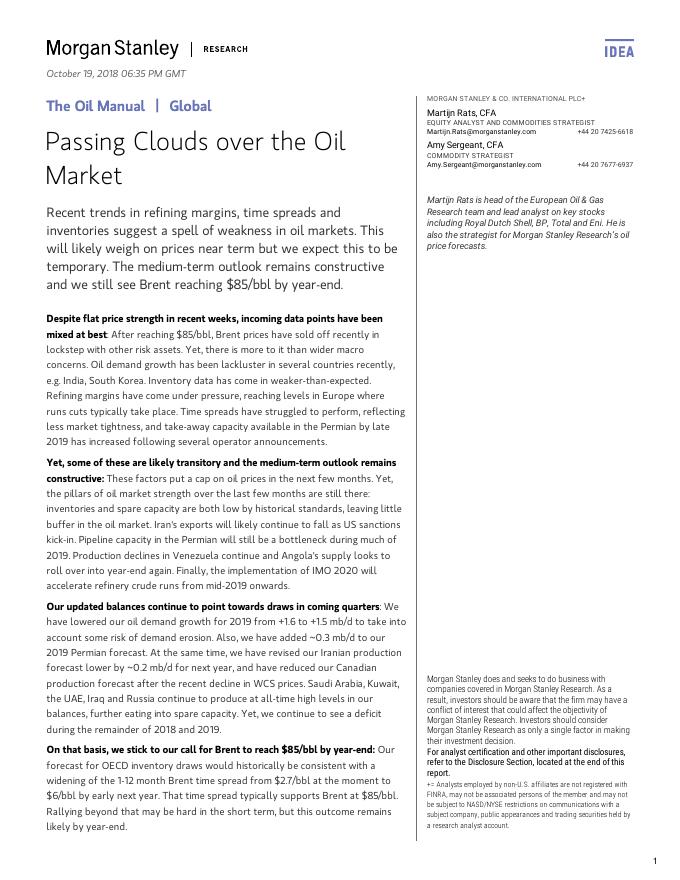 Morgan Stanley | RESEARCH
IDEA
October 19, 2018 06:35 PM GMT
The Oil Manual | Global
Passing Clouds over the Oil
Market
Recent trends in refining margins, time spreads and
inventories suggest a spell of weakness in oil markets. This
will likely weigh on prices near term but we expect this to be
temporary. The medium-term outlook remains constructive
and we still see Brent reaching $85/bbl by year-end.
Despite flat price strength in recent weeks, incoming data points have been
mixed at best: After reaching $85/bbl, Brent prices have sold off recently in
lockstep with other risk assets. Yet, there is more to it than wider macro
concerns. Oil demand growth has been lackluster in several countries recently,
e.g. India, South Korea. Inventory data has come in weaker-than-expected.
Refining margins have come under pressure, reaching levels in Europe where
runs cuts typically take place. Time spreads have struggled to perform, reflecting
less market tightness, and take-away capacity available in the Permian by late
2019 has increased following several operator announcements.
Yet, some of these are likely transitory and the medium-term outlook remains
constructive: These factors put a cap on oil prices in the next few months. Yet,
the pillars of oil market strength over the last few months are still there:
inventories and spare capacity are both low by historical standards, leaving little
buffer in the oil market. Iran's exports will likely continue to fall as US sanctions
kick-in. Pipeline capacity in the Permian will still be a bottleneck during much of
2019. Production declines in Venezuela continue and Angola's supply looks to
roll over into year-end again. Finally, the implementation of IMO 2020 will
accelerate refinery crude runs from mid-2019 onwards.
Our updated balances continue to point towards draws in coming quarters: We
have lowered our oil demand growth for 2019 from +1.6 to +1.5 mb/d to take into
account some risk of demand erosion. Also, we have added ~0.3 mb/d to our
2019 Permian forecast. At the same time, we have revised our Iranian production
forecast lower by ~0.2 mb/d for next year, and have reduced our Canadian
production forecast after the recent decline in WCS prices. Saudi Arabia, Kuwait,
the UAE, Iraq and Russia continue to produce at all-time high levels in our
balances, further eating into spare capacity. Yet, we continue to see a deficit
during the remainder of 2018 and 2019.
On that basis, we stick to our call for Brent to reach $85/bbl by year-end: Our
forecast for OECD inventory draws would historically be consistent with a
widening of the 1-12 month Brent time spread from $2.7/bbl at the moment to
$6/bbl by early next year. That time spread typically supports Brent at $85/bbl.
Rallying beyond that may be hard in the short term, but this outcome remains
likely by year-end.
MORGAN STANLEY & CO. INTERNATIONAL PLC+
Martijn Rats, CFA
EQUITY ANALYST AND COMMODITIES STRATEGIST
Martijn.Rats@morganstanley.com +44 20 7425-6618
Amy Sergeant, CFA
COMMODITY STRATEGIST
Amy.Sergeant@morganstanley.com +44 20 7677-6937
Martijn Rats is head of the European Oil & Gas
Research team and lead analyst on key stocks
including Royal Dutch Shell, BP, Total and Eni. He is
also the strategist for Morgan Stanley Research's oil
price forecasts.
Morgan Stanley does and seeks to do business with
companies covered in Morgan Stanley Research. As a
result, investors should be aware that the firm may have a
conflict of interest that could affect the objectivity of
Morgan Stanley Research. Investors should consider
Morgan Stanley Research as only a single factor in making
their investment decision.
For analyst certification and other important disclosures,
refer to the Disclosure Section, located at the end of this
report.
+= Analysts employed by non-U.S. affiliates are not registered with
FINRA, may not be associated persons of the member and may not
be subject to NASD/NYSE restrictions on communications with a
subject company, public appearances and trading securities held by
a research analyst account.
1